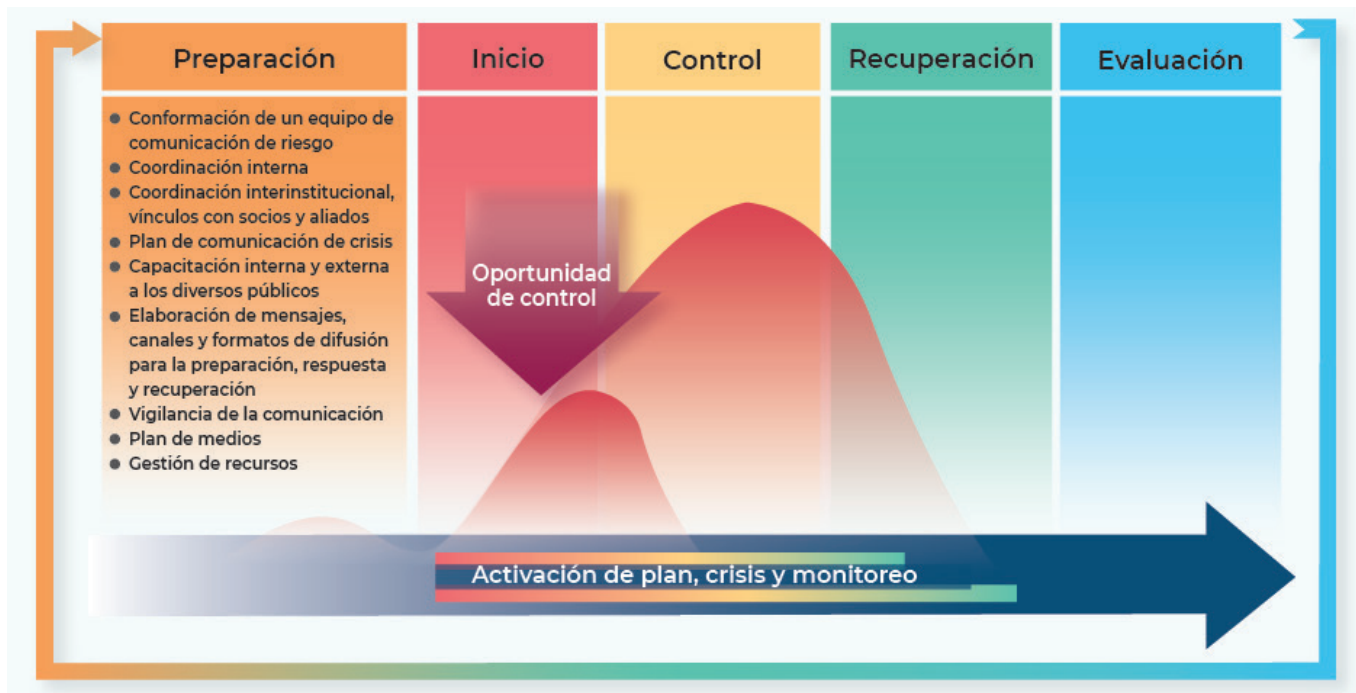 Preparación
Inicio
Control
Recuperación
Evaluación
● Conformación de un equipo de
comunicación de riesgo
● Coordinación interna
● Coordinación interinstitucional,
vínculos con socios y aliados
● Plan de comunicación de crisis
● Capacitación interna y externa
a los diversos públicos
● Elaboración de mensajes,
canales y formatos de difusión
para la preparación, respuesta
y recuperación
● Vigilancia de la comunicación
● Plan de medios
● Gestión de recursos
Oportunidad
de control
Activación de plan, crisis y monitoreo